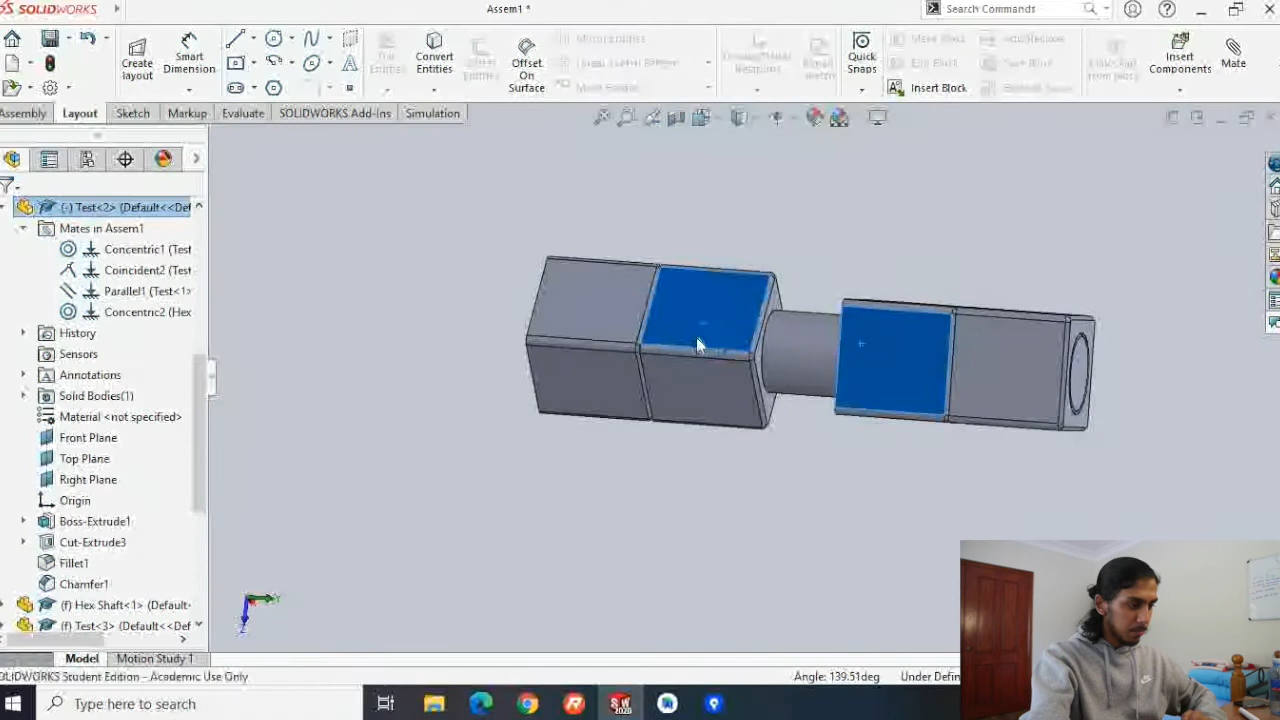 SOLIDWORKS
Assem1 *
Search Commands
Create layout
Smart Dimension
Convert Entities
Offset On Surface
Quick Snaps
Insert Block
Insert Components
Mate
Assembly
Layout
Sketch
Markup
Evaluate
SOLIDWORKS Add-Ins
Simulation
(-) Test<2> (Default<<Def
Mates in Assem1
Concentric1 (Test
Coincident2 (Test
Parallel1 (Test<1>
Concentric2 (Hex
History
Sensors
Annotations
Solid Bodies(1)
Material <not specified>
Front Plane
Top Plane
Right Plane
Origin
Boss-Extrude1
Cut-Extrude3
Fillet1
Chamfer1
(f) Hex Shaft<1> (Default
(f) Test<3> (Default<<Def
Model
Motion Study 1
SOLIDWORKS Student Edition - Academic Use Only
Angle: 139.51deg
Under Defin
Type here to search